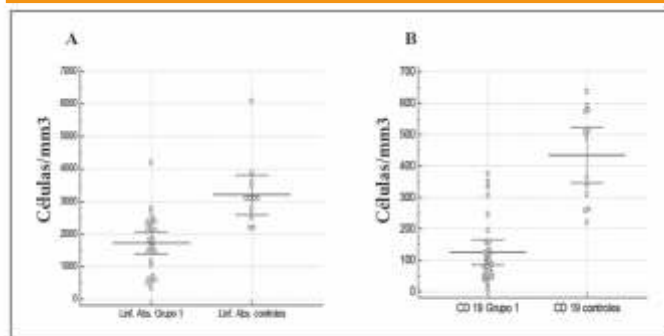 A
B
Células/mm3
7000
6000
5000
4000
3000
2000
1000
0
Linf. Abs. Grupo 1
Linf. Abs. controles
Células/mm3
700
600
500
400
300
200
100
0
CD 19 Grupo 1
CD 19 controles